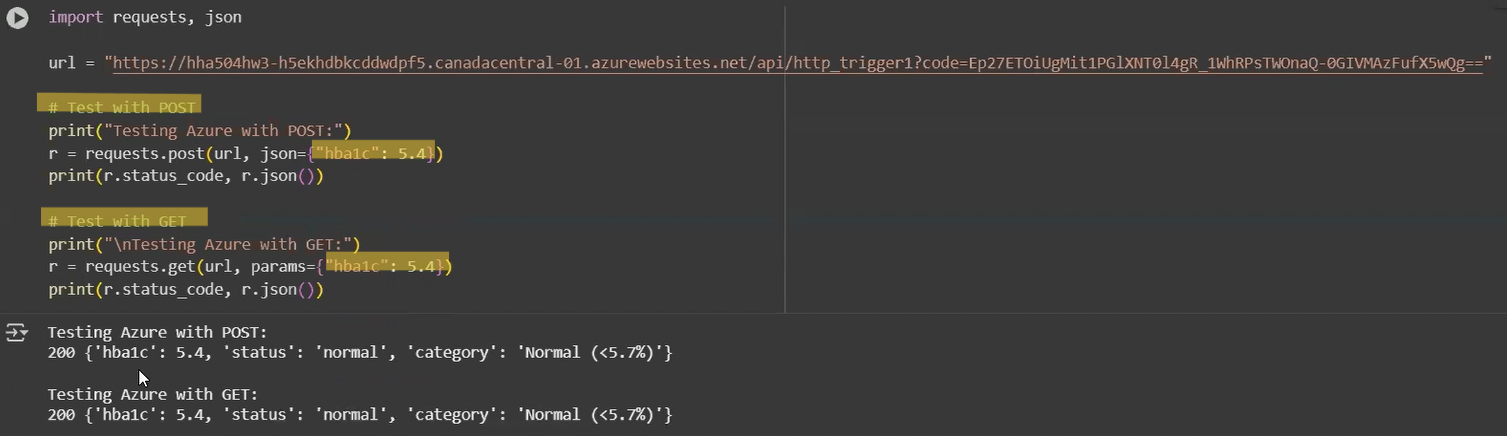 import requests, json
url = "https://hha504hw3-h5ekhdbkcddwdpf5.canadacentral-01.azurewebsites.net/api/http_trigger1?code=Ep27ETOiUgMit1PGlXNT0l4gR_1WhRPsTWOnaQ-0GIVMAzFufX5wQg=="
# Test with POST
print("Testing Azure with POST:")
r = requests.post(url, json={"hba1c": 5.4})
print(r.status_code, r.json())
# Test with GET
print("\nTesting Azure with GET:")
r = requests.get(url, params={"hba1c": 5.4})
print(r.status_code, r.json())
Testing Azure with POST:
200 {'hba1c': 5.4, 'status': 'normal', 'category': 'Normal (<5.7%)'}
Testing Azure with GET:
200 {'hba1c': 5.4, 'status': 'normal', 'category': 'Normal (<5.7%)'}